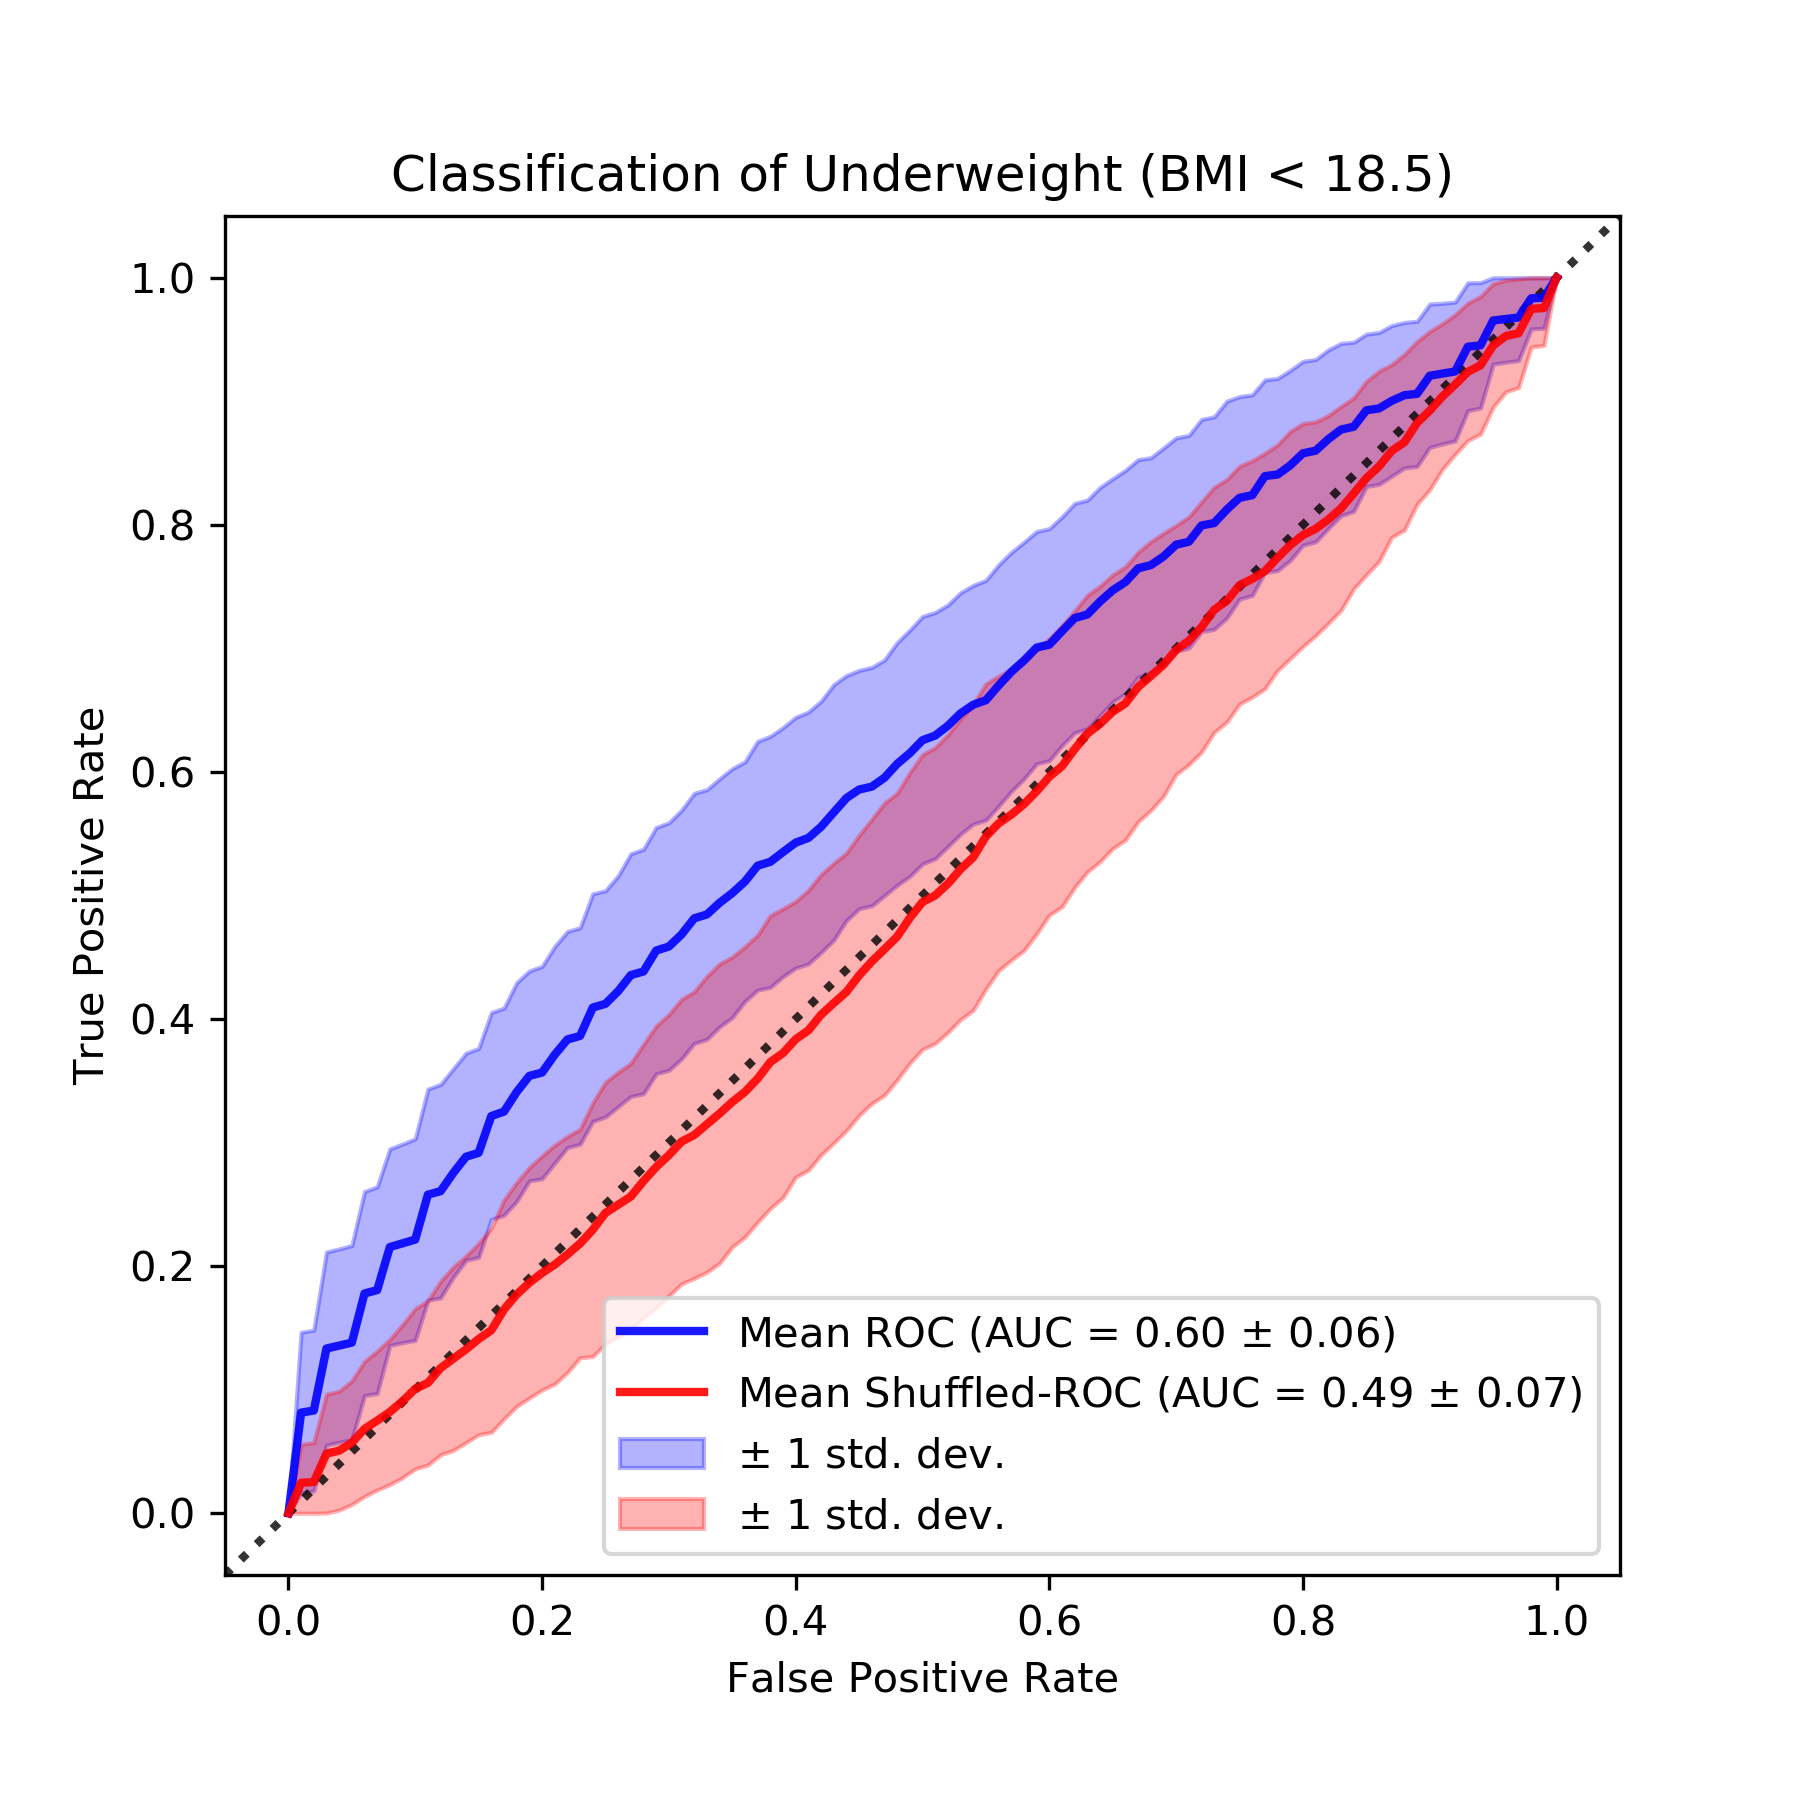 Classification of Underweight (BMI < 18.5)
1.0
0.8
0.6
0.4
0.2
0.0
True Positive Rate
Mean ROC (AUC = 0.60 ± 0.06)
Mean Shuffled-ROC (AUC = 0.49 ± 0.07)
± 1 std. dev.
± 1 std. dev.
0.0 0.2 0.4 0.6 0.8 1.0
False Positive Rate